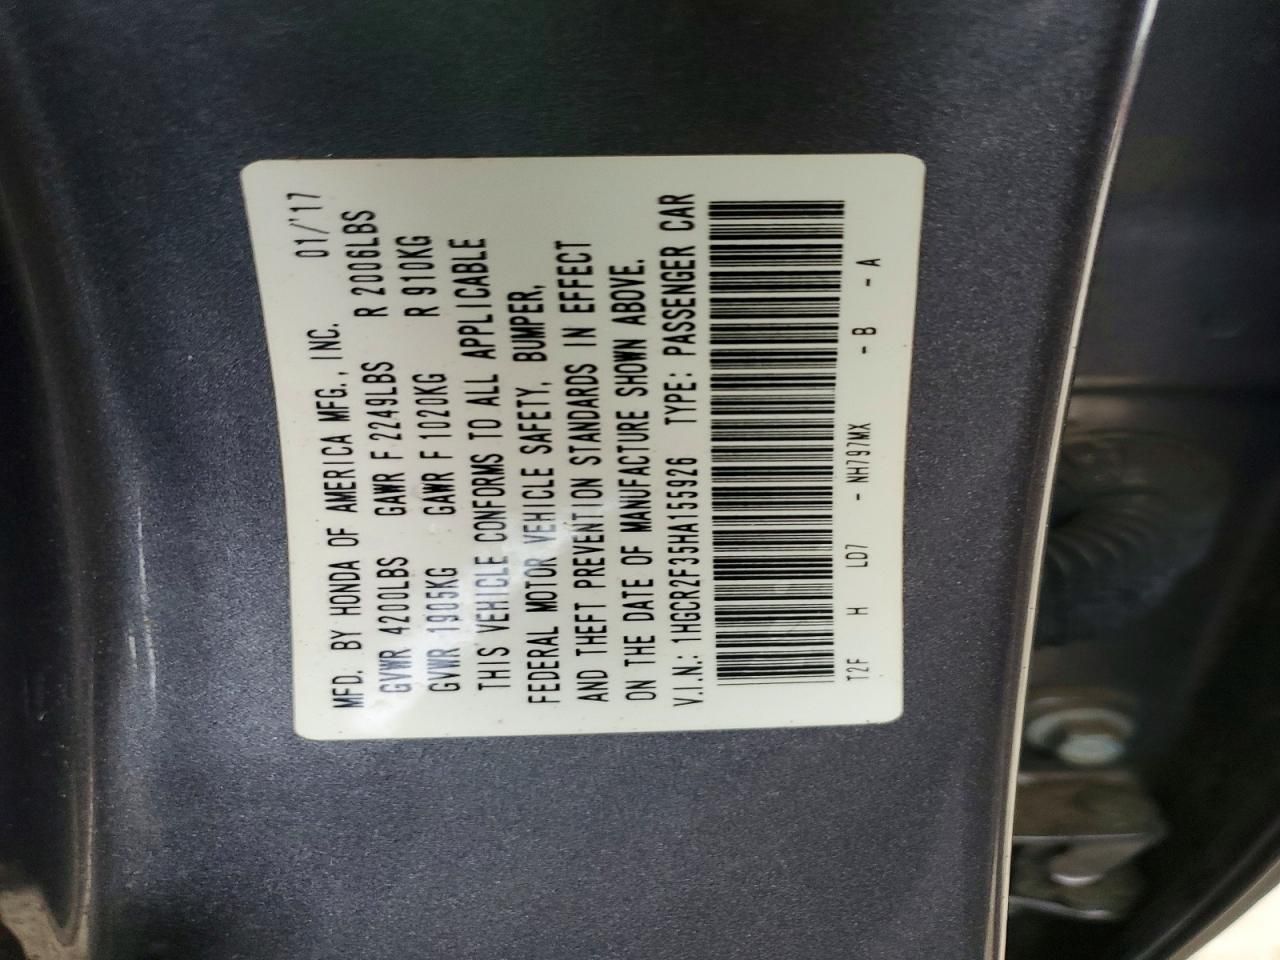 MFD. BY HONDA OF AMERICA MFG., INC. 01/'17
GVWR 4200LBS GAWR F 2249LBS R 2006LBS
GVWR 1905KG GAWR F 1020KG R 910KG
THIS VEHICLE CONFORMS TO ALL APPLICABLE
FEDERAL MOTOR VEHICLE SAFETY, BUMPER,
AND THEFT PREVENTION STANDARDS IN EFFECT
ON THE DATE OF MANUFACTURE SHOWN ABOVE.
V.I.N.: 1HGCR2F35HA155926 TYPE: PASSENGER CAR
T2F H LD7 - NH797MX - B - A